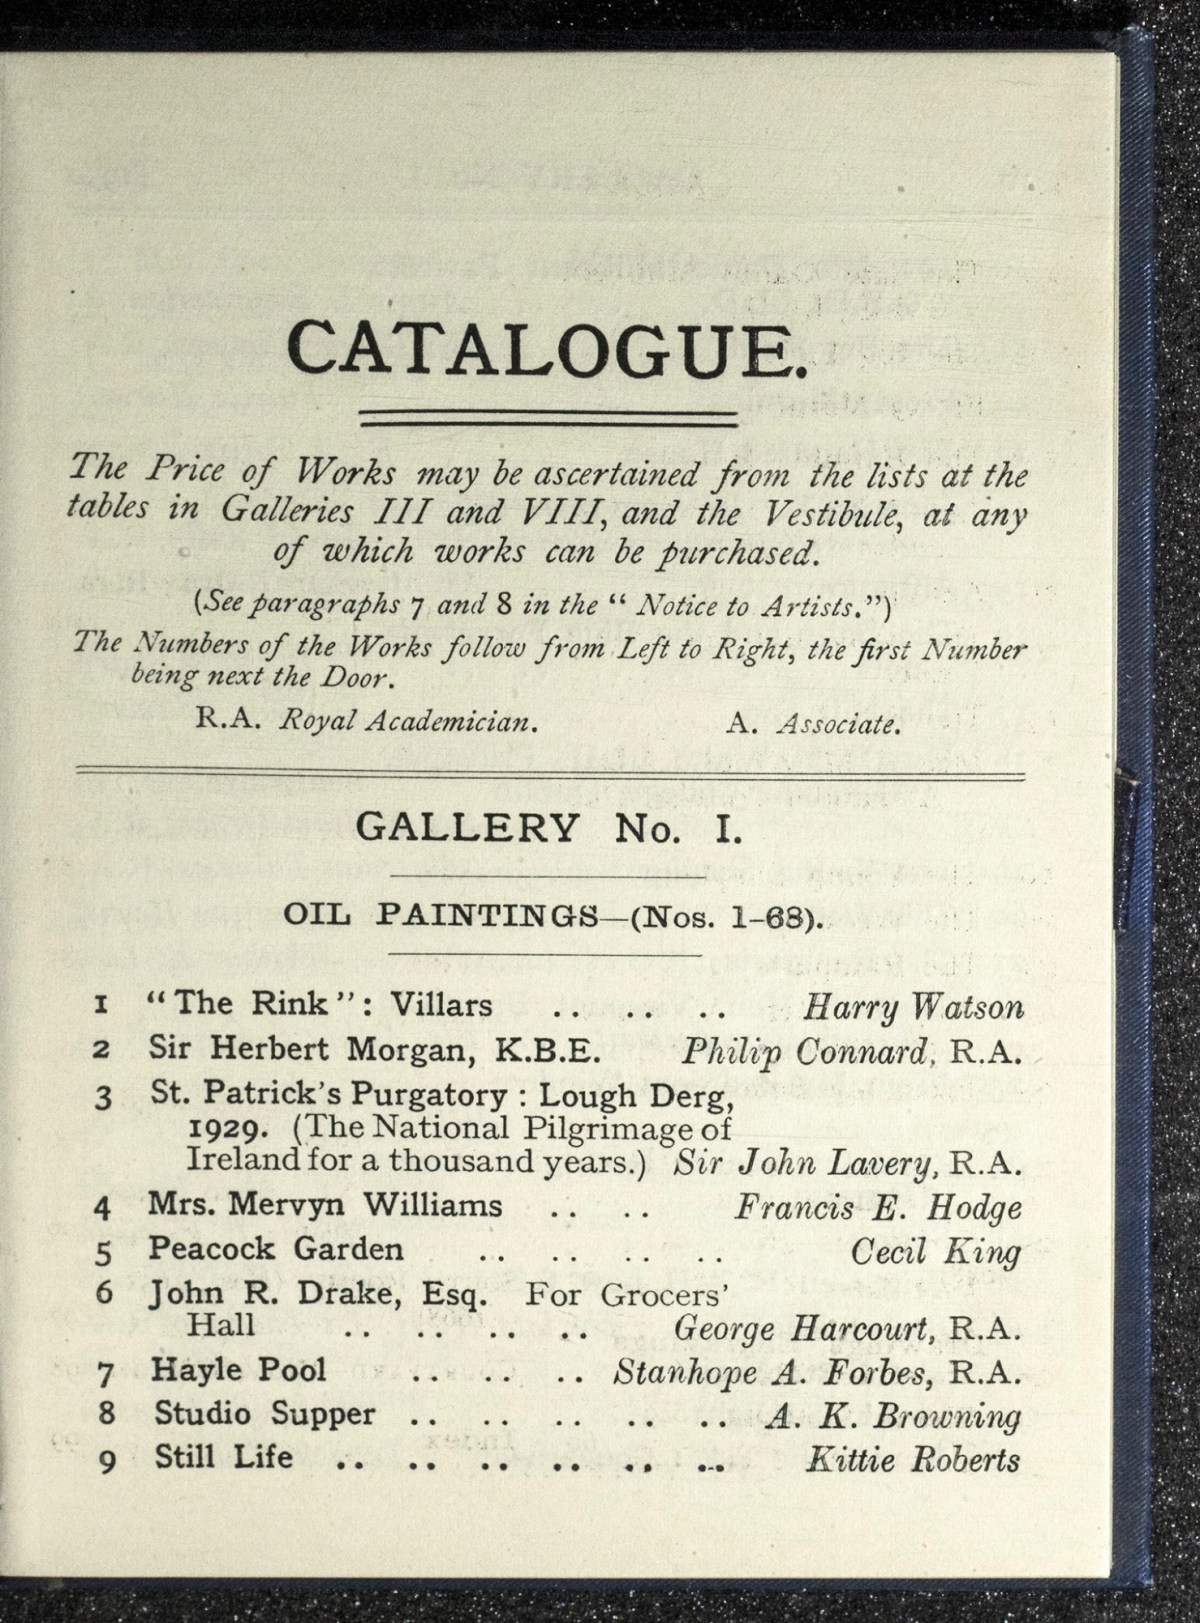 CATALOGUE.
The Price of Works may be ascertained from the lists at the
tables in Galleries III and VIII, and the Vestibule, at any
of which works can be purchased.
(See paragraphs 7 and 8 in the “ Notice to Artists.”)
The Numbers of the Works follow from Left to Right, the first Number
being next the Door.
R.A. Royal Academician. A. Associate.
GALLERY No. I.
OIL PAINTINGS—(Nos. 1-68).
1 “The Rink”: Villars .. .. .. Harry Watson
2 Sir Herbert Morgan, K.B.E. Philip Connard, R.A.
3 St. Patrick’s Purgatory : Lough Derg,
1929. (The National Pilgrimage of
Ireland for a thousand years.) Sir John Lavery, R.A.
4 Mrs. Mervyn Williams .. .. Francis E. Hodge
5 Peacock Garden .. .. .. .. Cecil King
6 John R. Drake, Esq. For Grocers’
Hall .. .. .. .. George Harcourt, R.A.
7 Hayle Pool .. .. .. Stanhope A. Forbes, R.A.
8 Studio Supper .. .. .. .. .. A. K. Browning
9 Still Life .. .. .. .. .. .. Kittie Roberts